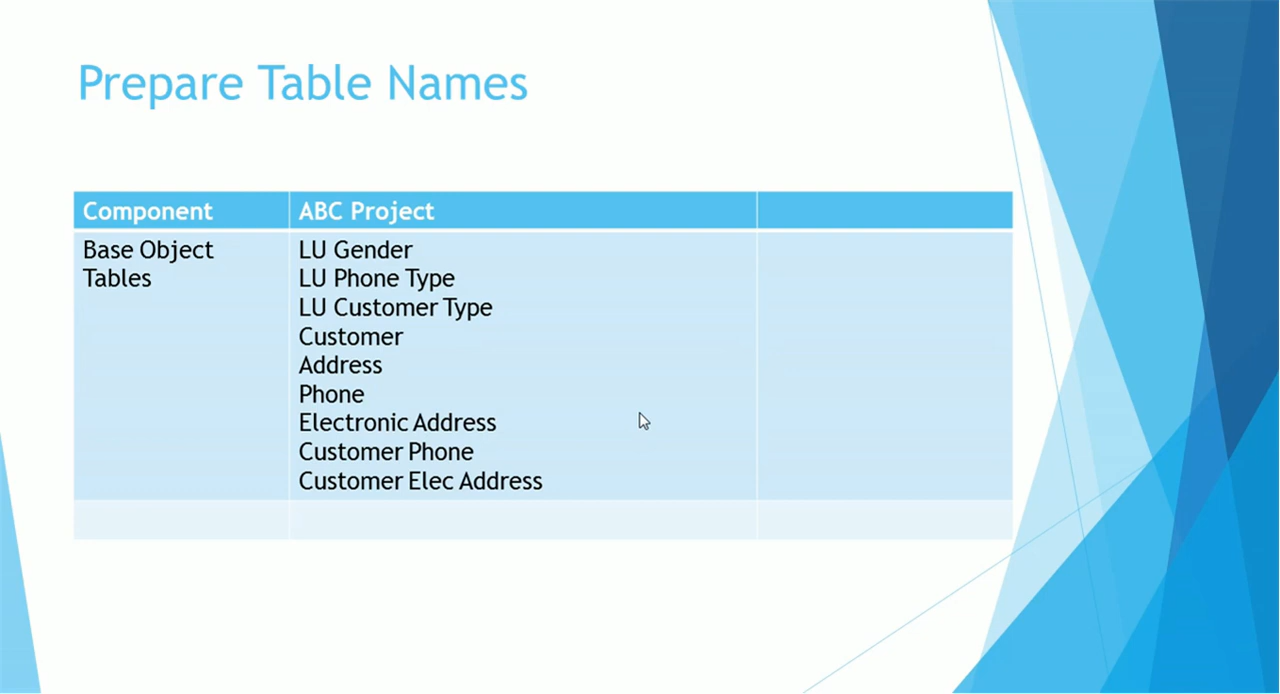 Prepare Table Names
Component ABC Project
Base Object Tables
LU Gender
LU Phone Type
LU Customer Type
Customer
Address
Phone
Electronic Address
Customer Phone
Customer Elec Address